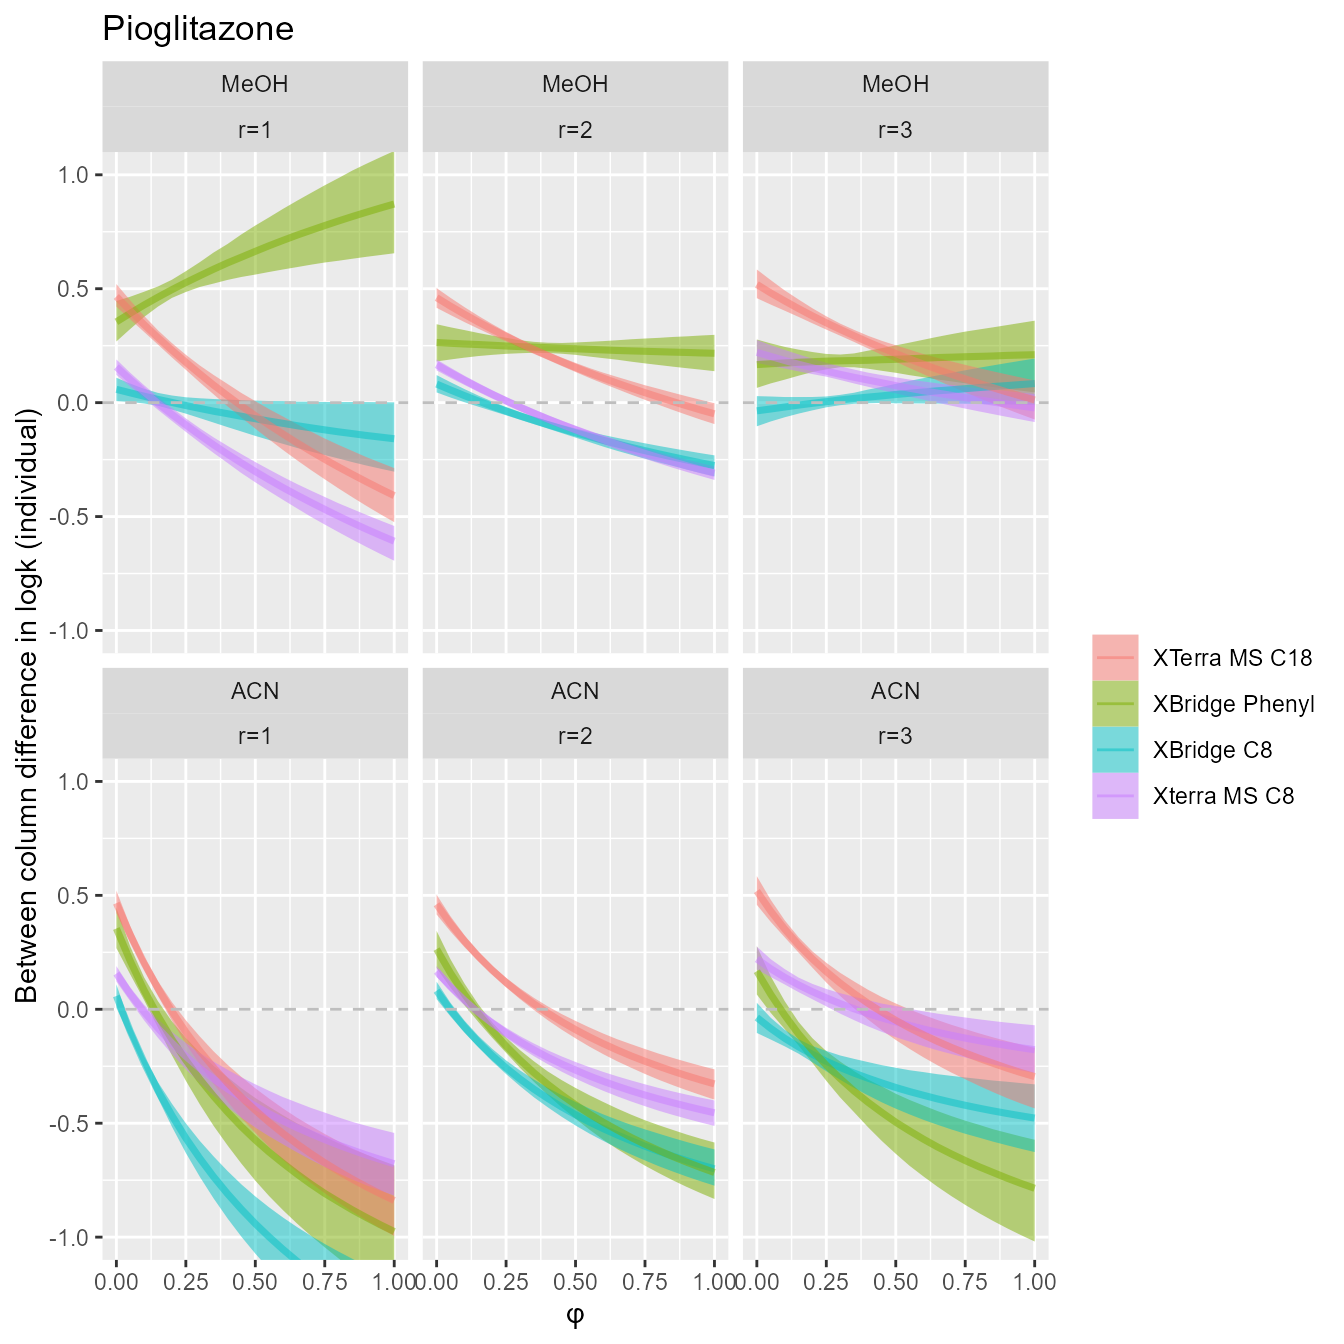 Pioglitazone
MeOH
MeOH
MeOH
r=1
r=2
r=3
1.0
0.5
0.0
-0.5
-1.0
Between column difference in logk (individual)
ACN
ACN
ACN
r=1
r=2
r=3
1.0
0.5
0.0
-0.5
-1.0
0.00 0.25 0.50 0.75 1.00
0.00 0.25 0.50 0.75 1.00
0.00 0.25 0.50 0.75 1.00
φ
XTerra MS C18
XBridge Phenyl
XBridge C8
Xterra MS C8